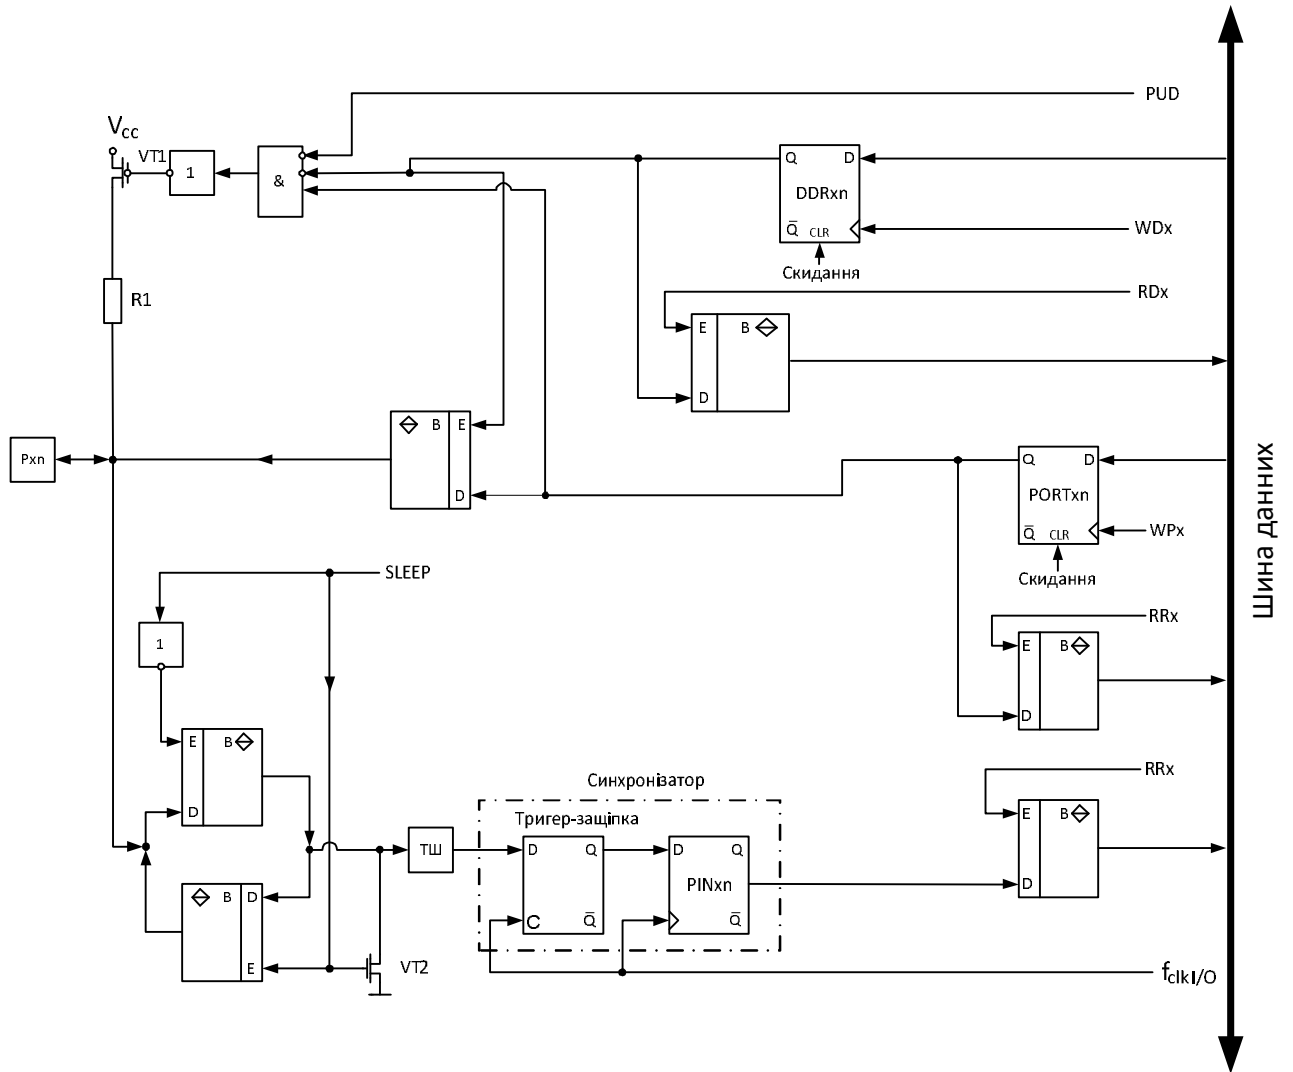 PUD
Vcc
VT1
1
&
Q D
DDRxn
Q̅ CLR
WDx
Скидання
RDx
E B
D
R1
B E
D
Pxn
Q D
PORTxn
Q̅ CLR
WPx
Скидання
Шина данних
SLEEP
1
RRx
E B
D
E B
D
RRx
E B
D
Синхронізатор
Тригер-защіпка
ТШ
D Q
C Q̅
D Q
PINxn
Q̅
B D
E
VT2
fclkI/O